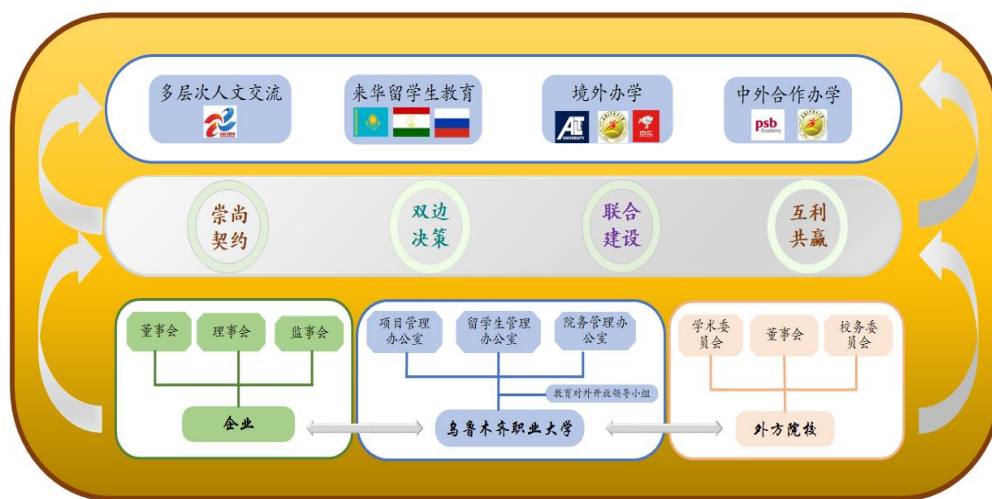 多层次人文交流
来华留学生教育
境外办学
中外合作办学
ALT
UNIVERSITY
京东
psb
Academy
崇尚
契约
双边
决策
联合
建设
互利
共赢
董事会
理事会
监事会
企业
项目管理
办公室
留学生管理
办公室
院务管理办
公室
教育对外开放领导小组
乌鲁木齐职业大学
学术委
员会
董事会
校务委
员会
外方院校